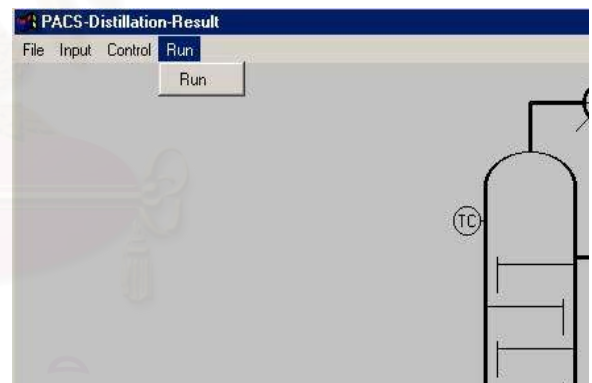 PACS-Distillation-Result
File Input Control Run
Run
TC